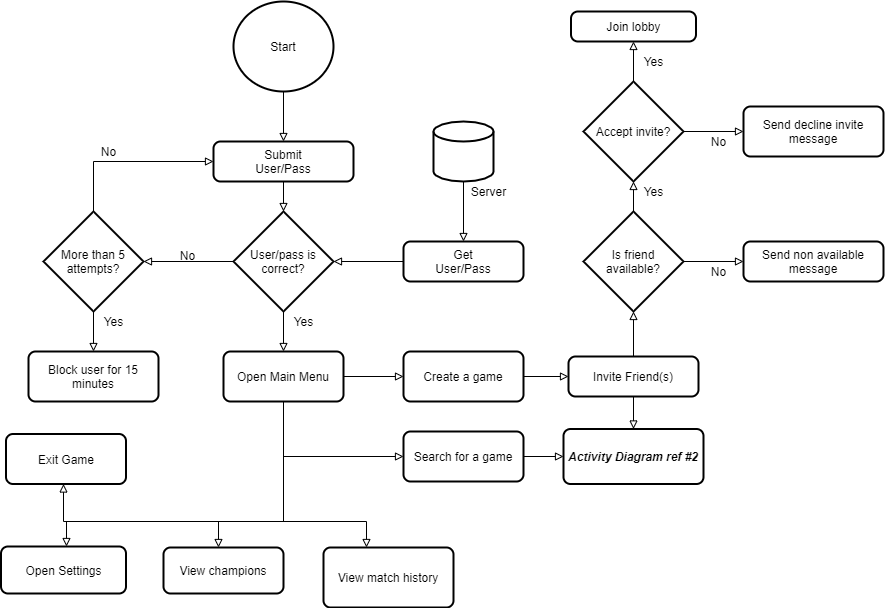 Start
Join lobby
Yes
Accept invite?
No
Send decline invite
message
No
Submit
User/Pass
Server
Yes
More than 5
attempts?
No
User/pass is
correct?
Get
User/Pass
Is friend
available?
No
Send non available
message
Yes
Yes
Block user for 15
minutes
Open Main Menu
Create a game
Invite Friend(s)
Exit Game
Search for a game
Activity Diagram ref #2
Open Settings
View champions
View match history